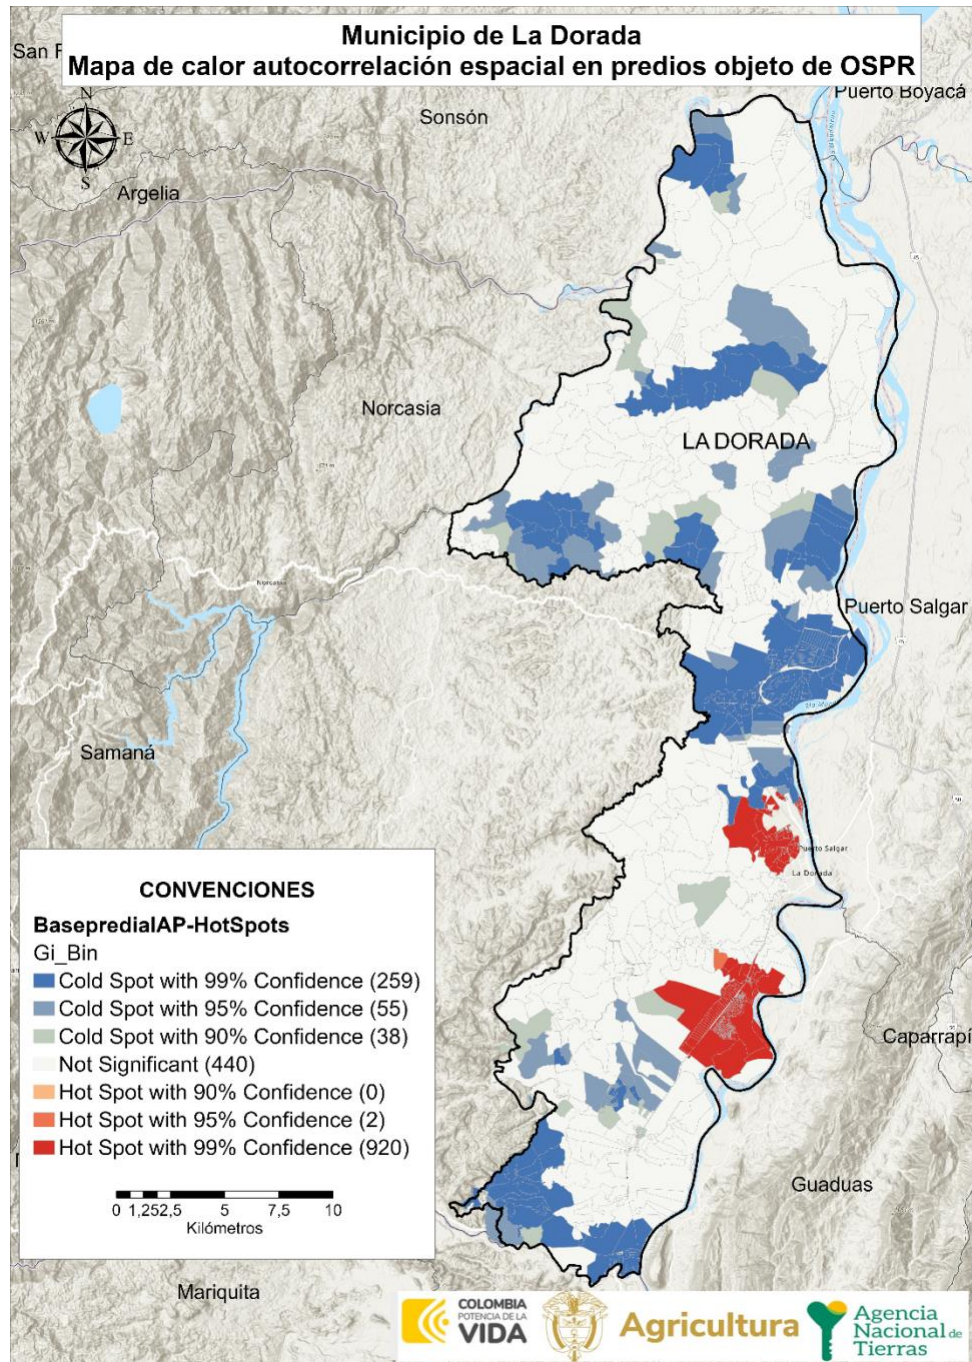 Municipio de La Dorada
Mapa de calor autocorrelación espacial en predios objeto de OSPR
San F
Puerto Boyacá
N
W E
S
Sonsón
Argelia
Norcasia
LA DORADA
Norcasia
Puerto Salgar
Samaná
Puerto Salgar
La Dorada
Caparrapí
Guaduas
Mariquita
CONVENCIONES
BasepredialAP-HotSpots
Gi_Bin
Cold Spot with 99% Confidence (259)
Cold Spot with 95% Confidence (55)
Cold Spot with 90% Confidence (38)
Not Significant (440)
Hot Spot with 90% Confidence (0)
Hot Spot with 95% Confidence (2)
Hot Spot with 99% Confidence (920)
0 1,252,5 5 7,5 10
Kilómetros
COLOMBIA
POTENCIA DE LA
VIDA
Agricultura
Agencia
Nacional de
Tierras